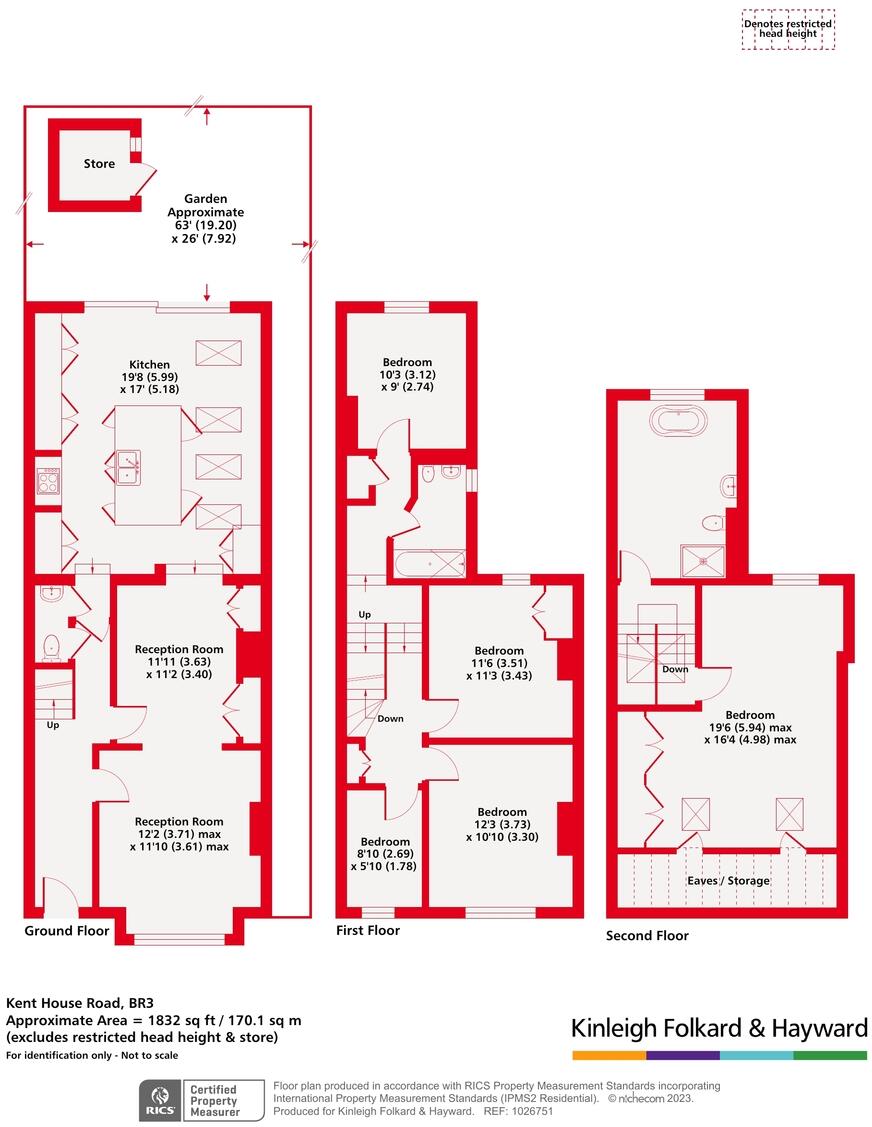 Denotes restricted
head height
Store
Garden
Approximate
63' (19.20)
x 26' (7.92)
Kitchen
19'8 (5.99)
x 17' (5.18)
Up
Reception Room
11'11 (3.63)
x 11'2 (3.40)
Reception Room
12'2 (3.71) max
x 11'10 (3.61) max
Ground Floor
Bedroom
10'3 (3.12)
x 9' (2.74)
Up
Down
Bedroom
11'6 (3.51)
x 11'3 (3.43)
Bedroom
12'3 (3.73)
x 10'10 (3.30)
Bedroom
8'10 (2.69)
x 5'10 (1.78)
First Floor
Down
Bedroom
19'6 (5.94) max
x 16'4 (4.98) max
Eaves / Storage
Second Floor
Kent House Road, BR3
Approximate Area = 1832 sq ft / 170.1 sq m
(excludes restricted head height & store)
For identification only - Not to scale
Kinleigh Folkard & Hayward
RICS
Certified
Property
Measurer
Floor plan produced in accordance with RICS Property Measurement Standards incorporating
International Property Measurement Standards (IPMS2 Residential). © nichecom 2023.
Produced for Kinleigh Folkard & Hayward. REF: 1026751